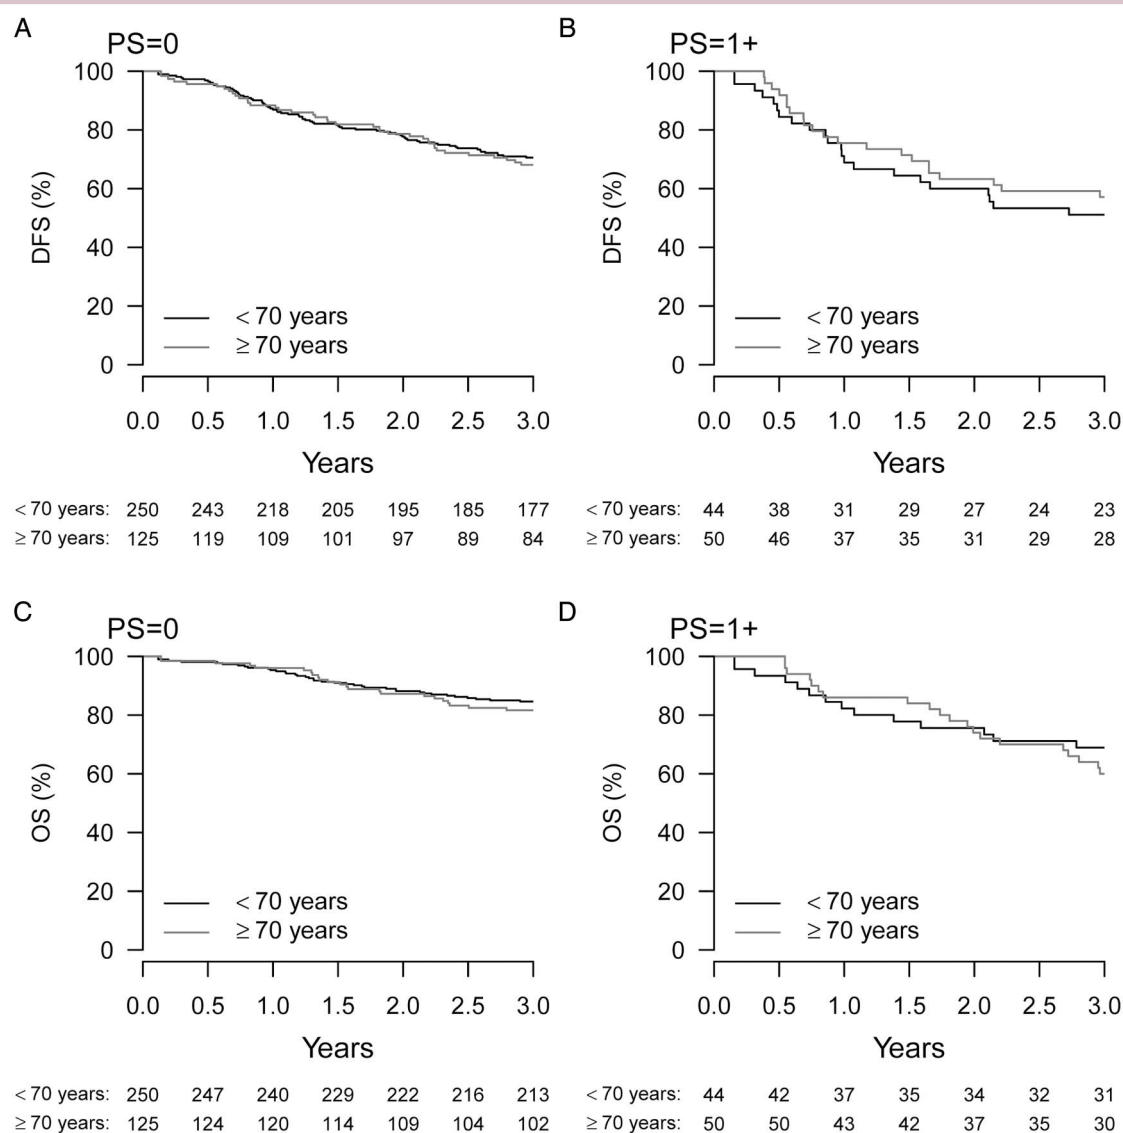 A
PS=0
100
80
60
40
20
0
DFS (%)
< 70 years
≥ 70 years
0.0 0.5 1.0 1.5 2.0 2.5 3.0
Years
< 70 years: 250 243 218 205 195 185 177
≥ 70 years: 125 119 109 101 97 89 84
B
PS=1+
100
80
60
40
20
0
DFS (%)
< 70 years
≥ 70 years
0.0 0.5 1.0 1.5 2.0 2.5 3.0
Years
< 70 years: 44 38 31 29 27 24 23
≥ 70 years: 50 46 37 35 31 29 28
C
PS=0
100
80
60
40
20
0
OS (%)
< 70 years
≥ 70 years
0.0 0.5 1.0 1.5 2.0 2.5 3.0
Years
< 70 years: 250 247 240 229 222 216 213
≥ 70 years: 125 124 120 114 109 104 102
D
PS=1+
100
80
60
40
20
0
OS (%)
< 70 years
≥ 70 years
0.0 0.5 1.0 1.5 2.0 2.5 3.0
Years
< 70 years: 44 42 37 35 34 32 31
≥ 70 years: 50 50 43 42 37 35 30